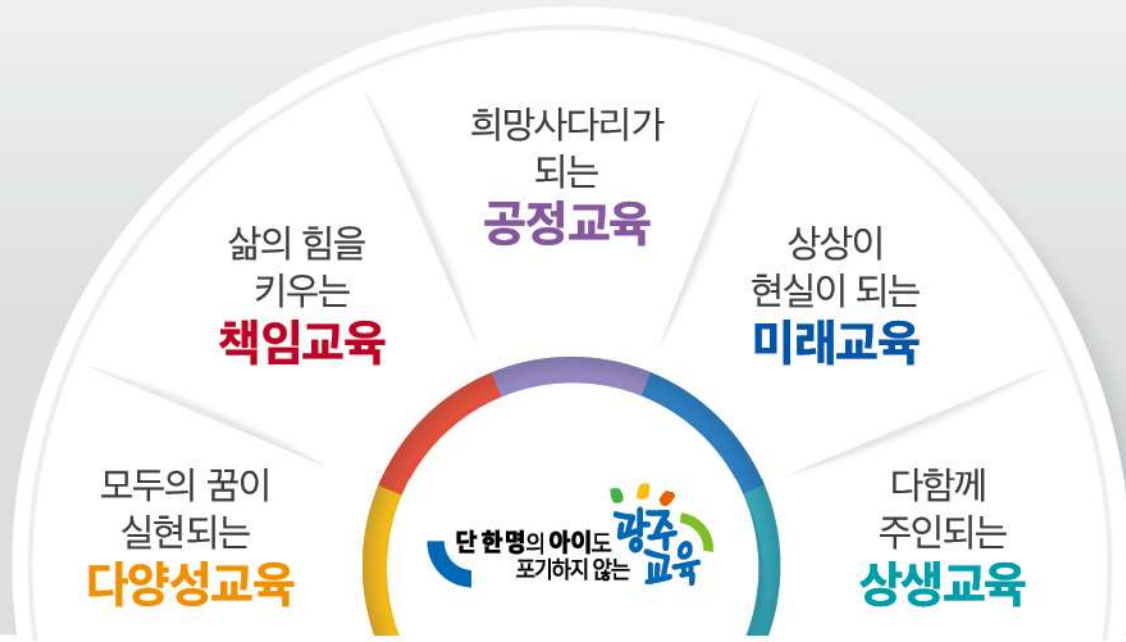 모두의 꿈이
실현되는
다양성교육
삶의 힘을
키우는
책임교육
희망사다리가
되는
공정교육
상상이
현실이 되는
미래교육
다함께
주인되는
상생교육
단 한명의 아이도
포기하지 않는
광주
교육